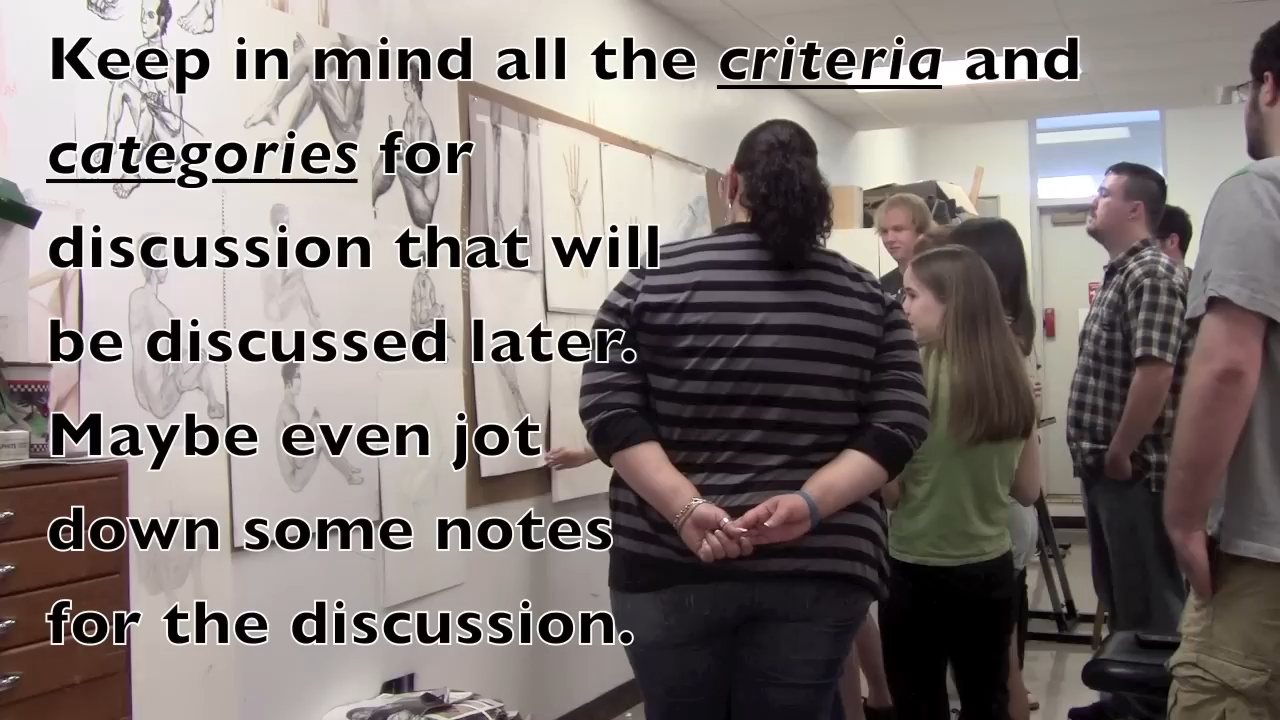 Keep in mind all the criteria and
categories for
discussion that will
be discussed later.
Maybe even jot
down some notes
for the discussion.